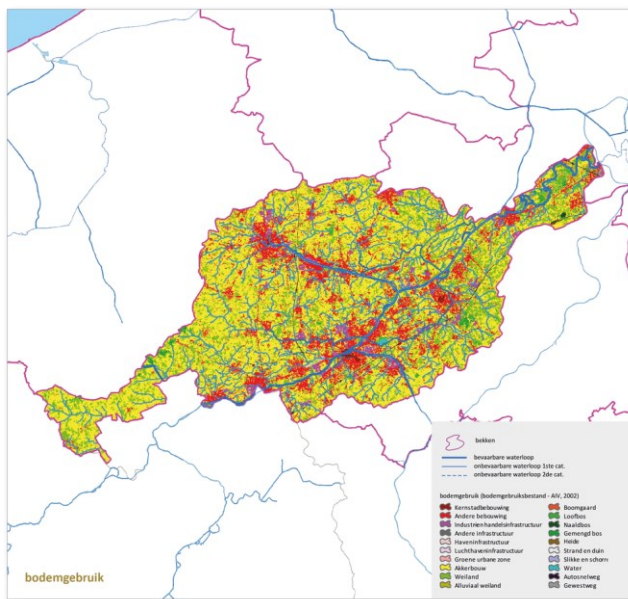 bekken
bevaarbare waterloop
onbevaarbare waterloop 1ste cat.
onbevaarbare waterloop 2de cat.
bodemgebruik (bodemgebruiksbestand - AIV, 2002)
Kernstadbebouwing
Andere bebouwing
Industrie en handelsinfrastructuur
Andere infrastructuur
Haveninfrastructuur
Luchthaveninfrastructuur
Groene urbane zone
Akkerbouw
Weiland
Alluviaal weiland
Boomgaard
Loofbos
Naaldbos
Gemengd bos
Heide
Strand en duin
Slikke en schorre
Water
Autosnelweg
Gewestweg
bodemgebruik